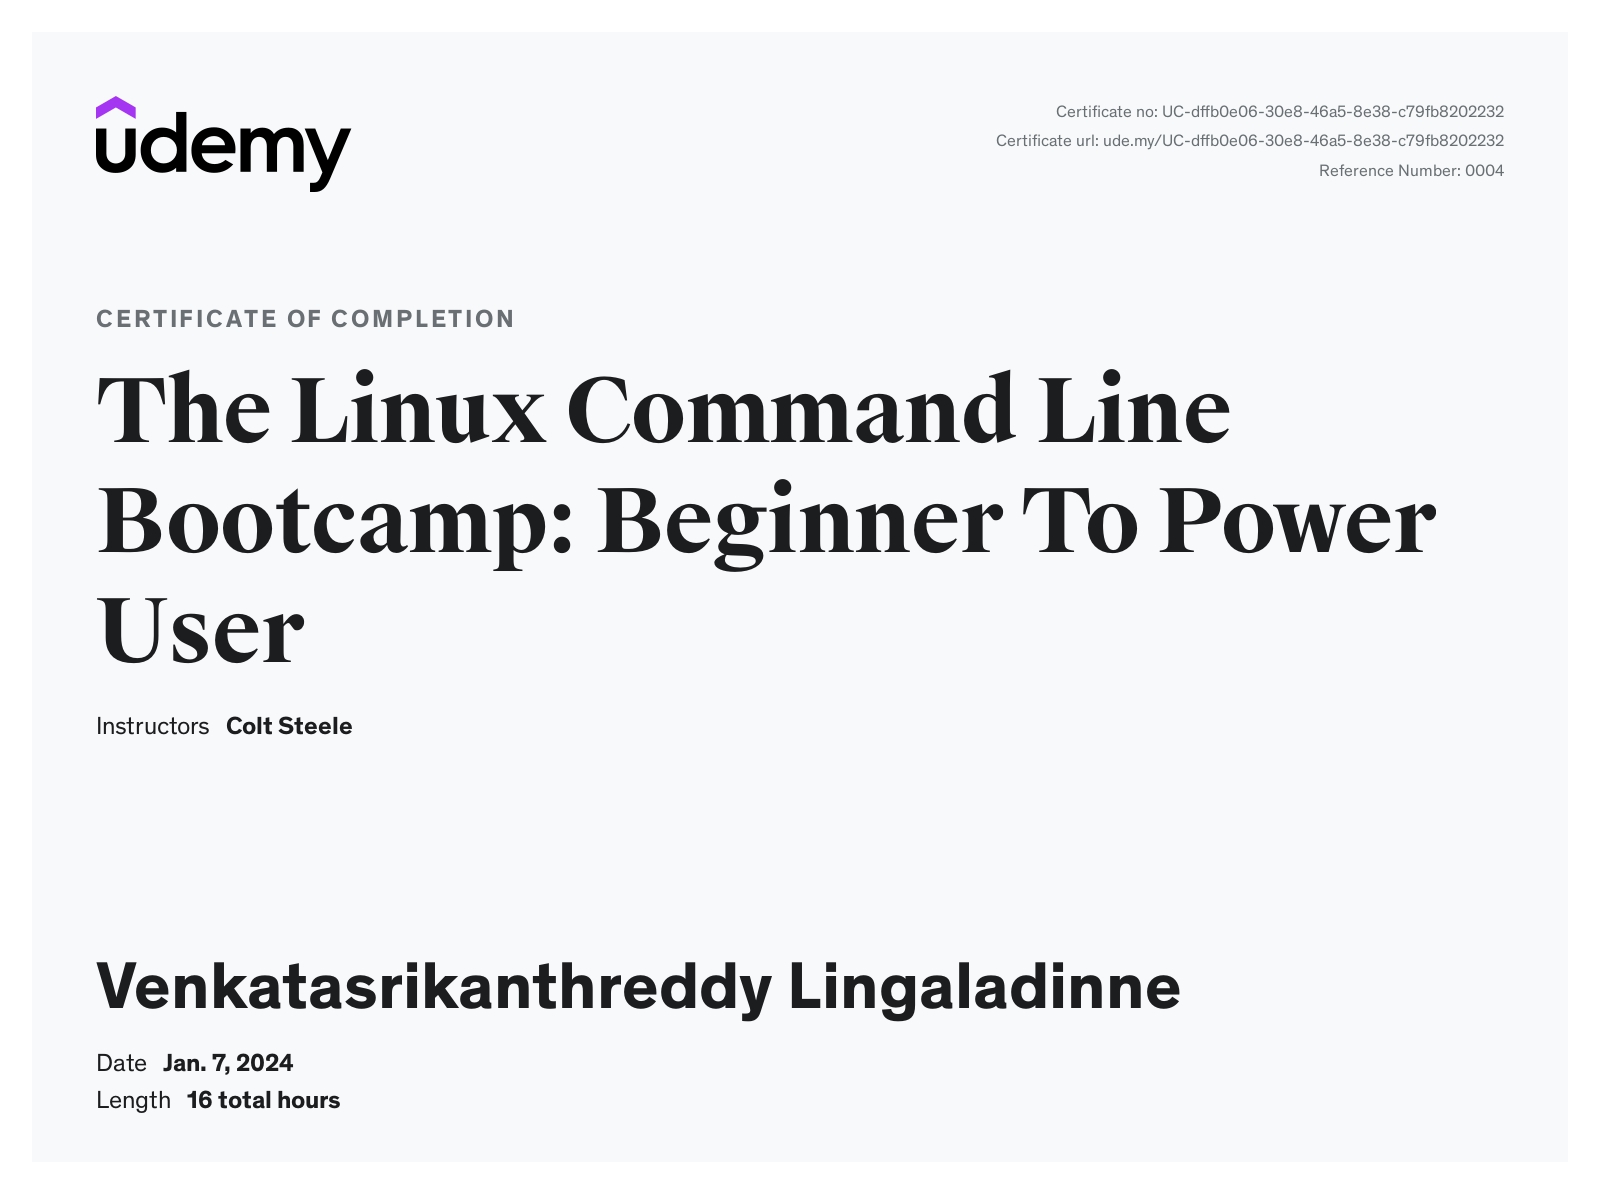 udemy
Certificate no: UC-dffb0e06-30e8-46a5-8e38-c79fb8202232
Certificate url: ude.my/UC-dffb0e06-30e8-46a5-8e38-c79fb8202232
Reference Number: 0004
CERTIFICATE OF COMPLETION
The Linux Command Line
Bootcamp: Beginner To Power
User
Instructors Colt Steele
Venkatasrikanthreddy Lingaladinne
Date Jan. 7, 2024
Length 16 total hours